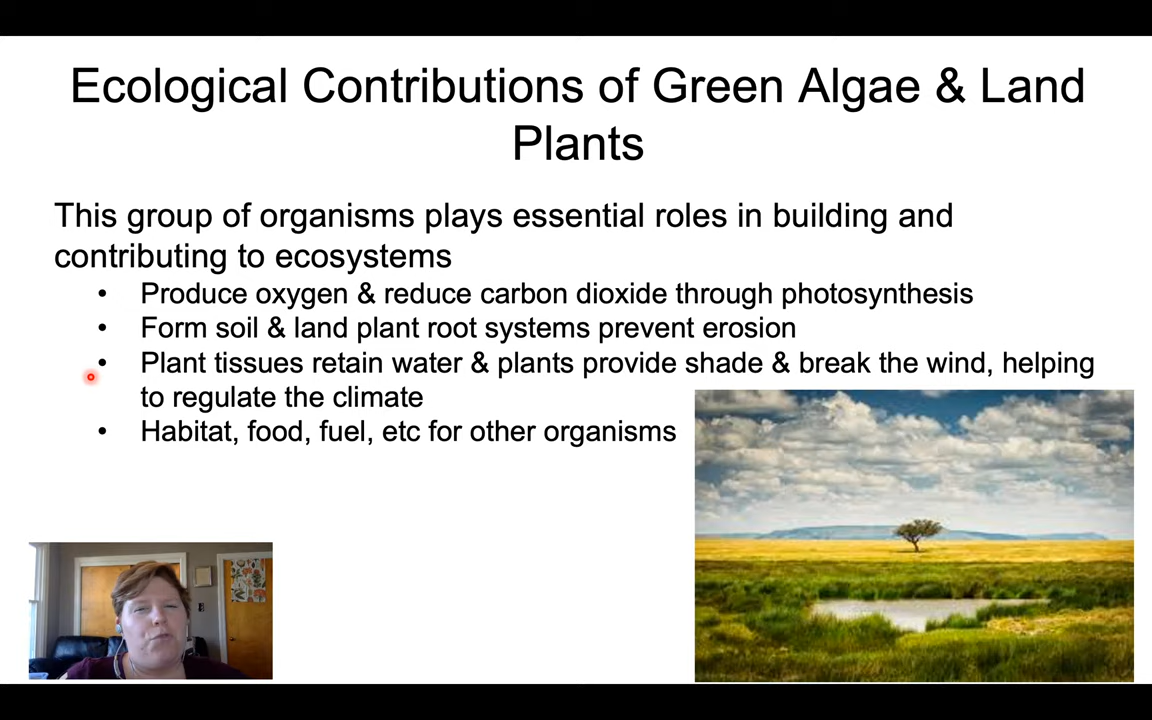 Ecological Contributions of Green Algae & Land
Plants
This group of organisms plays essential roles in building and
contributing to ecosystems
• Produce oxygen & reduce carbon dioxide through photosynthesis
• Form soil & land plant root systems prevent erosion
• Plant tissues retain water & plants provide shade & break the wind, helping
to regulate the climate
• Habitat, food, fuel, etc for other organisms